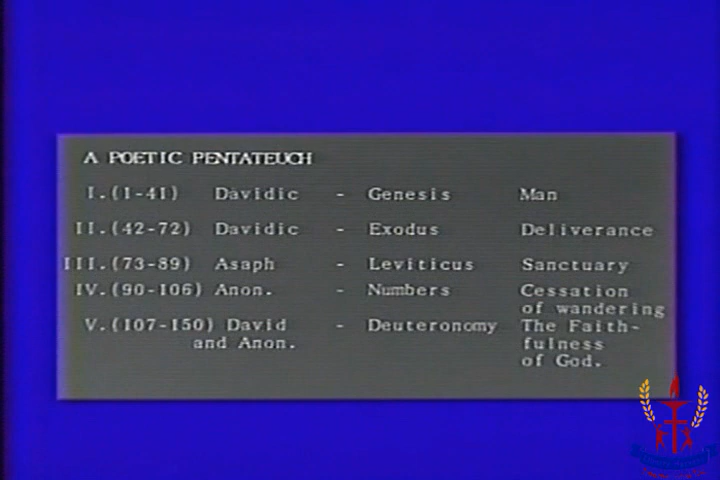 A POETIC PENTATEUCH
I.(1-41) Davidic - Genesis Man
II.(42-72) Davidic - Exodus Deliverance
III.(73-89) Asaph - Leviticus Sanctuary
IV.(90-106) Anon. - Numbers Cessation
of wandering
V.(107-150) David - Deuteronomy The Faith-
and Anon. fulness
of God.